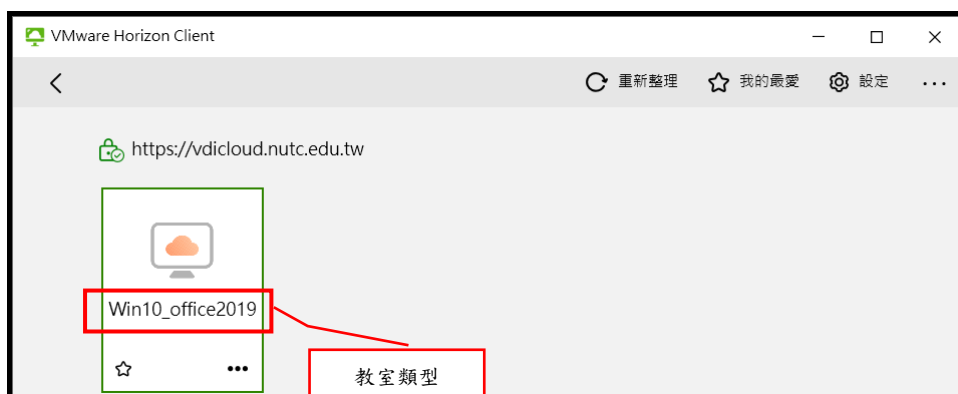 VMware Horizon Client
重新整理 我的最愛 設定
https://vdicloud.nutc.edu.tw
Win10_office2019
教室類型